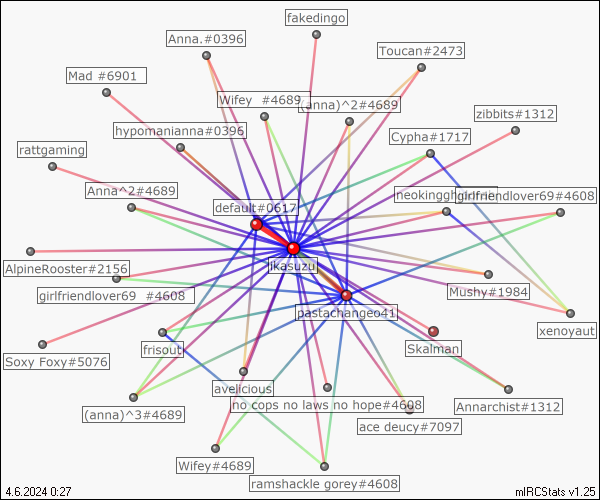 fakedingo
Anna.#0396
Toucan#2473
Mad #6901
Wifey #4689
(anna)^2#4689
zibbits#1312
hypomanianna#0396
Cypha#1717
rattgaming
Anna^2#4689
girlfriendlover69#4608
default#0617
AlpineRooster#2156
ikasuzu
Mushy#1984
girlfriendlover69 #4608
pastachangeo41
xenoyaut
Soxy Foxy#5076
frisout
Skalman
avelicious
(anna)^3#4689
no cops no laws no hope#4608
Annarchist#1312
ace deucy#7097
Wifey#4689
ramshackle gorey#4608
4.6.2024 0:27
mIRCStats v1.25